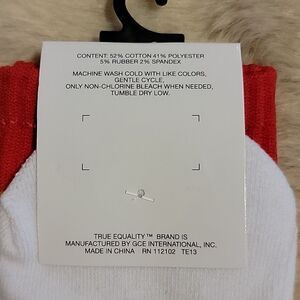 CONTENT: 52% COTTON 41% POLYESTER
5% RUBBER 2% SPANDEX
MACHINE WASH COLD WITH LIKE COLORS,
GENTLE CYCLE,
ONLY NON-CHLORINE BLEACH WHEN NEEDED,
TUMBLE DRY LOW.
TRUE EQUALITY™ BRAND IS
MANUFACTURED BY GCE INTERNATIONAL, INC.
MADE IN CHINA RN 112102 TE13